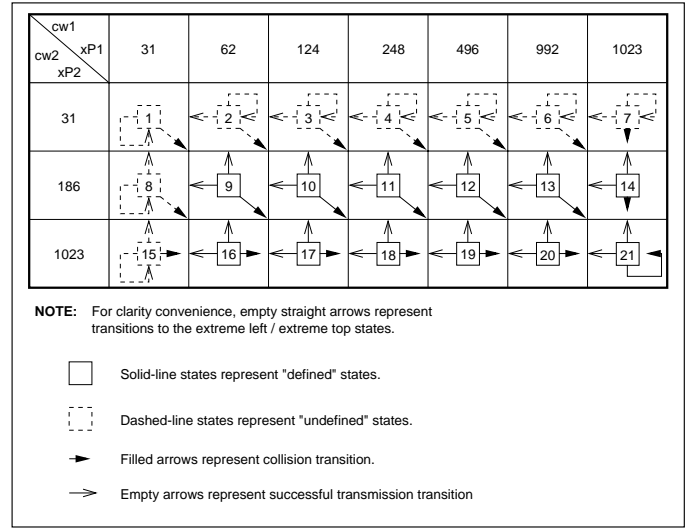 cw1
xP1
cw2
xP2
31 62 124 248 496 992 1023
31 1 2 3 4 5 6 7
186 8 9 10 11 12 13 14
1023 15 16 17 18 19 20 21
NOTE: For clarity convenience, empty straight arrows represent
transitions to the extreme left / extreme top states.
Solid-line states represent "defined" states.
Dashed-line states represent "undefined" states.
Filled arrows represent collision transition.
Empty arrows represent successful transmission transition